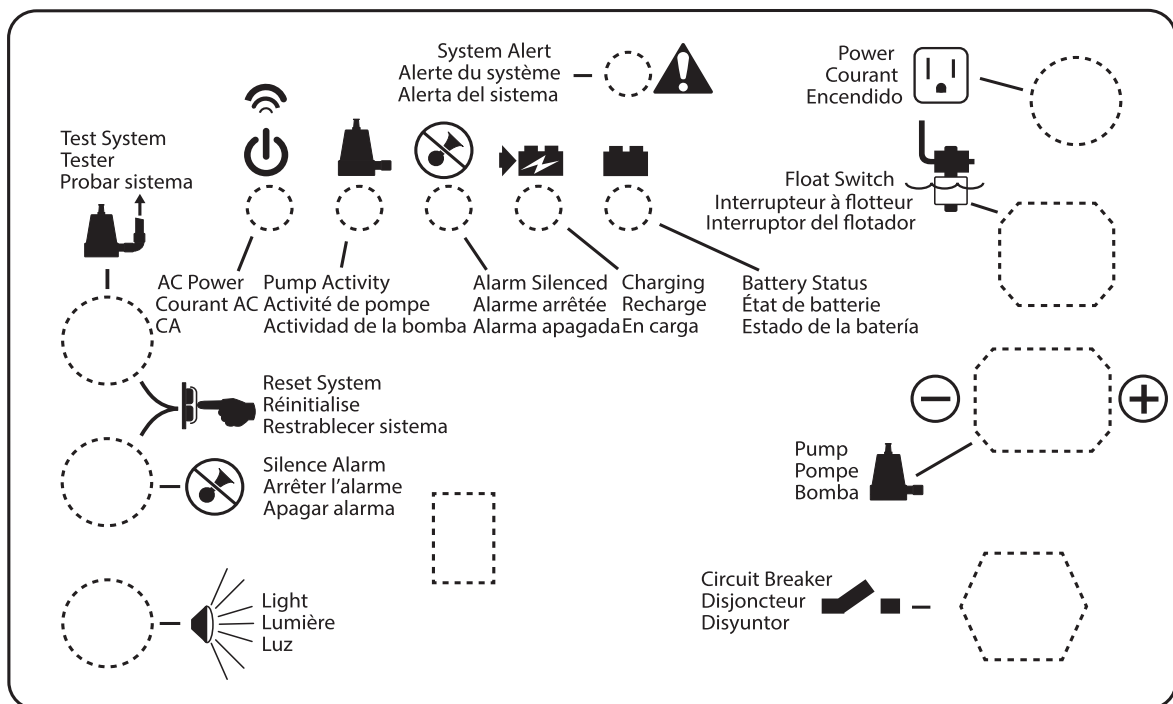 System Alert
Alerte du système
Alerta del sistema
Power
Courant
Encendido
Test System
Tester
Probar sistema
Float Switch
Interrupteur à flotteur
Interruptor del flotador
AC Power
Courant AC
CA
Pump Activity
Activité de pompe
Actividad de la bomba
Alarm Silenced
Alarme arrêtée
Alarma apagada
Charging
Recharge
En carga
Battery Status
État de batterie
Estado de la batería
Reset System
Réinitialise
Restrablecer sistema
Silence Alarm
Arrêter l'alarme
Apagar alarma
Pump
Pompe
Bomba
Circuit Breaker
Disjoncteur
Disyuntor
Light
Lumière
Luz